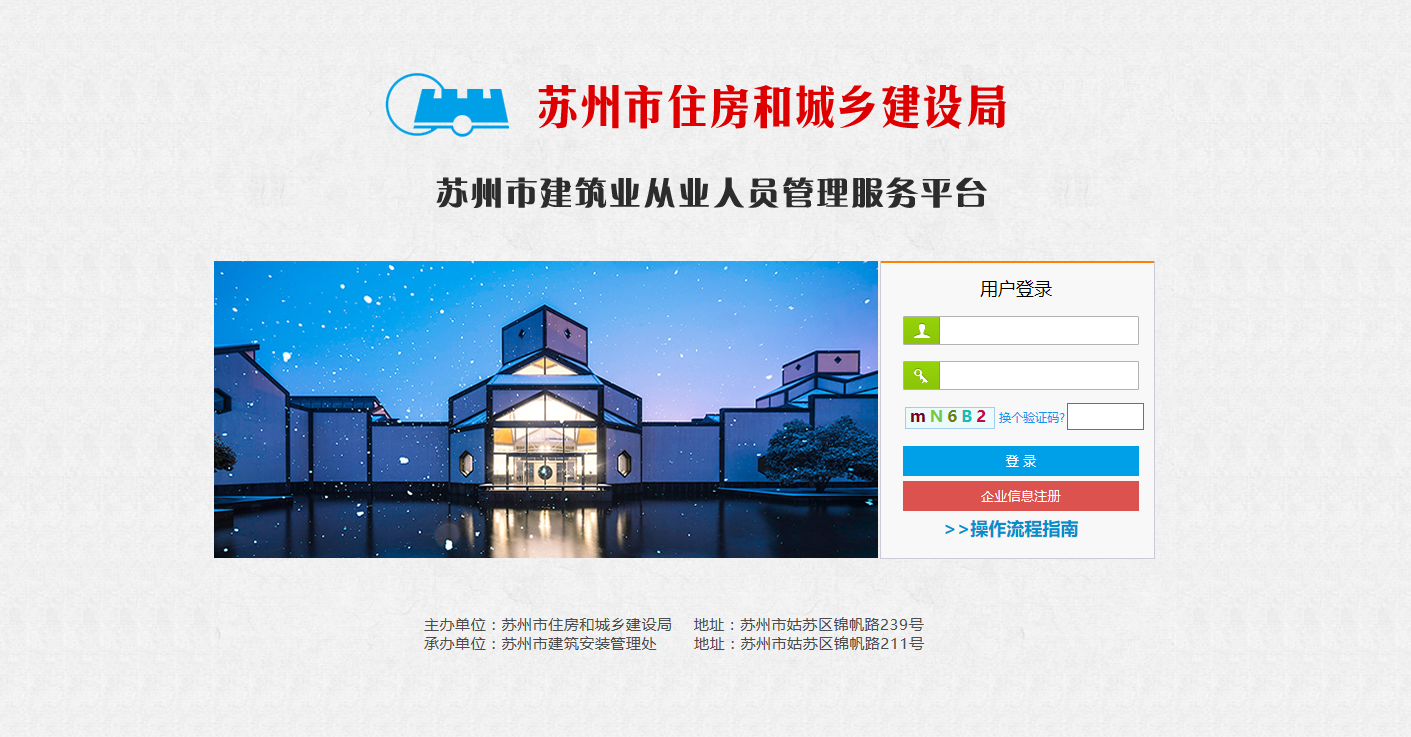 苏州市住房和城乡建设局
苏州市建筑业从业人员管理服务平台
用户登录
mN6B2 换个验证码?
登 录
企业信息注册
>>操作流程指南
主办单位：苏州市住房和城乡建设局 地址：苏州市姑苏区锦帆路239号
承办单位：苏州市建筑安装管理处 地址：苏州市姑苏区锦帆路211号